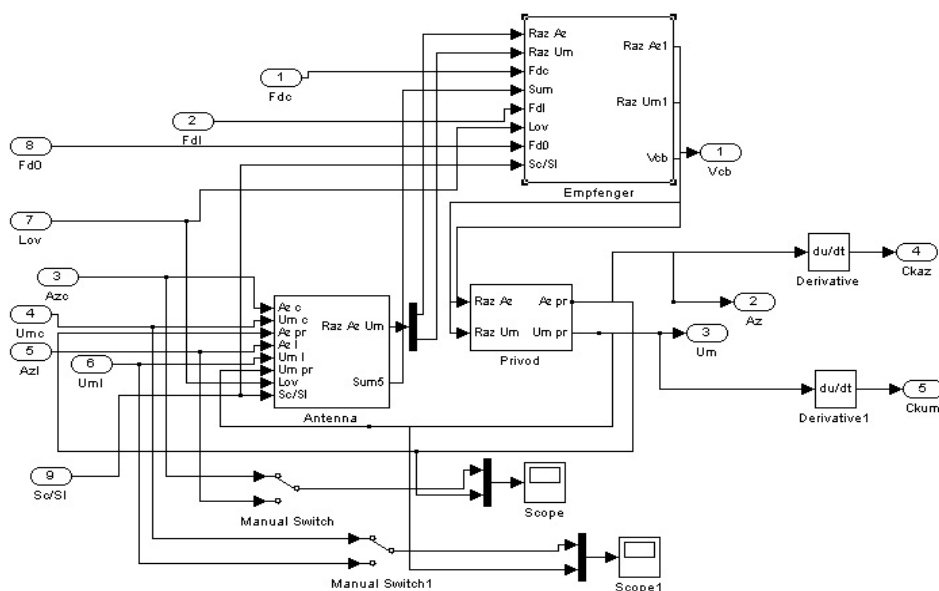 Raz Az
Raz Um
Fdc
Sum
Fdl
Lov
Fd0
Sc/Sl
Raz Az1
Raz Um1
Vcb
Empfenger
1
Fdc
2
Fdl
8
Fd0
7
Lov
3
Azc
4
Umc
5
Azl
6
Uml
9
Sc/Sl
1
Vcb
Az c
Um c
Az pr
Az l
Um l
Um pr
Lov
Sc/Sl
Raz Az Um
Sum5
Antenna
Raz Az
Raz Um
Az pr
Um pr
Privod
du/dt
Derivative
4
Ckaz
2
Az
3
Um
du/dt
Derivative1
5
Ckum
Manual Switch
Scope
Manual Switch1
Scope1